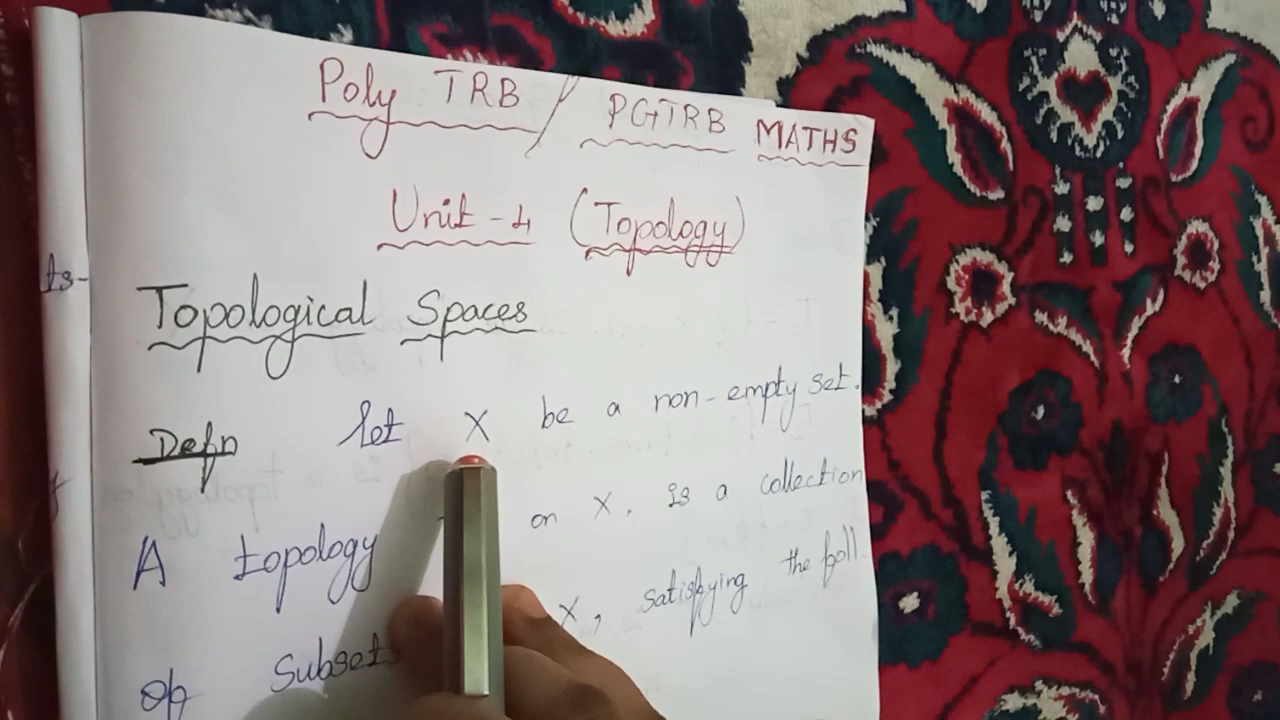 Poly TRB / PGTRB MATHS
Unit - 4 (Topology)
Topological Spaces
Defn Let X be a non-empty set.
A topology on X, is a collection
of subsets X, satisfying the foll.